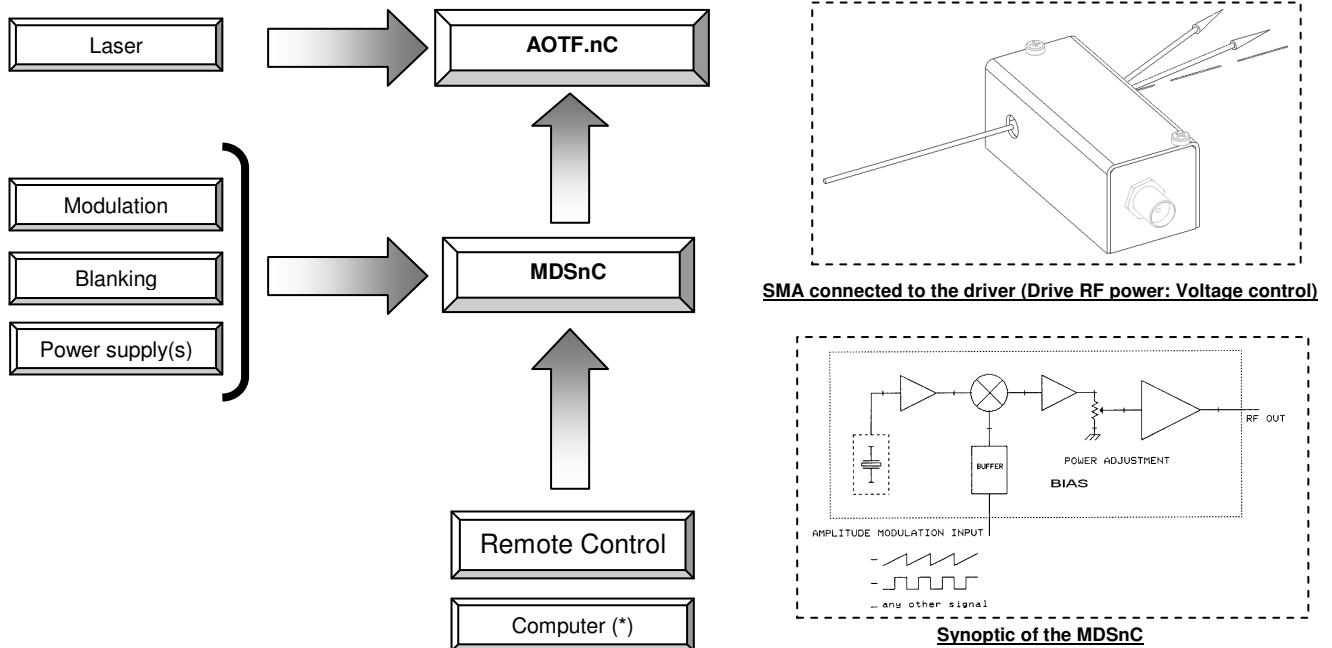 Laser
AOTF.nC
Modulation
Blanking
Power supply(s)
MDSnC
Remote Control
Computer (*)
SMA connected to the driver (Drive RF power: Voltage control)
RF OUT
BUFFER
POWER ADJUSTMENT
BIAS
AMPLITUDE MODULATION INPUT
any other signal
Synoptic of the MDSnC